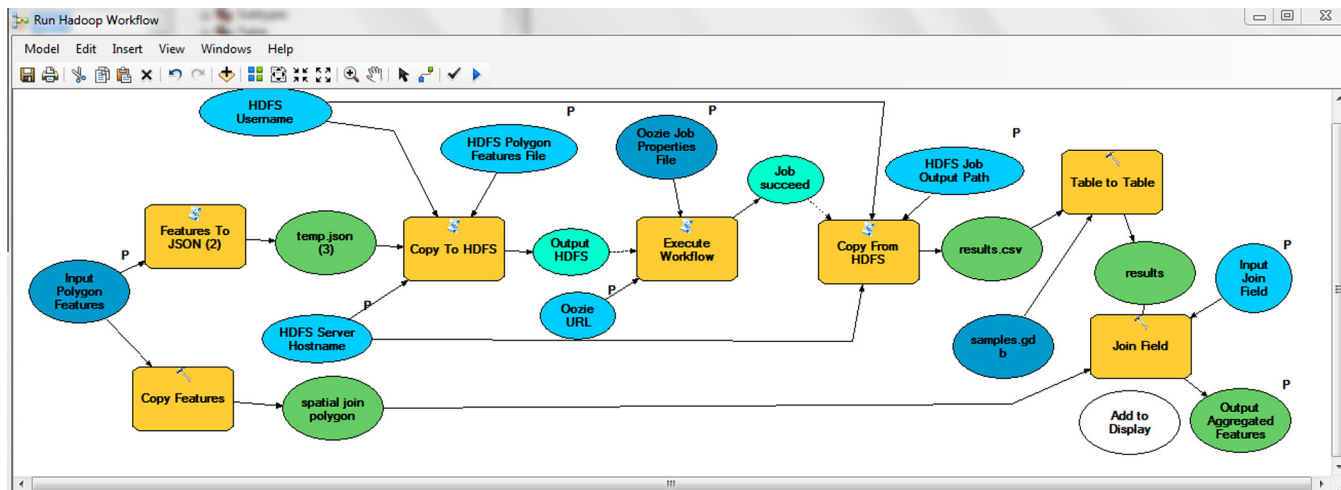 Run Hadoop Workflow
Model Edit Insert View Windows Help
HDFS
Username
P
HDFS Polygon
Features File
P
Oozie Job
Properties
File
P
HDFS Job
Output Path
Job
succeed
Table to Table
P
Features To
JSON (2)
temp.json
(3)
Copy To HDFS
Output
HDFS
Execute
Workflow
Copy From
HDFS
results.csv
results
P
Input
Join
Field
Input
Polygon
Features
P
HDFS Server
Hostname
P
Oozie
URL
samples.gd
b
Join Field
Copy Features
spatial join
polygon
Add to
Display
P
Output
Aggregated
Features